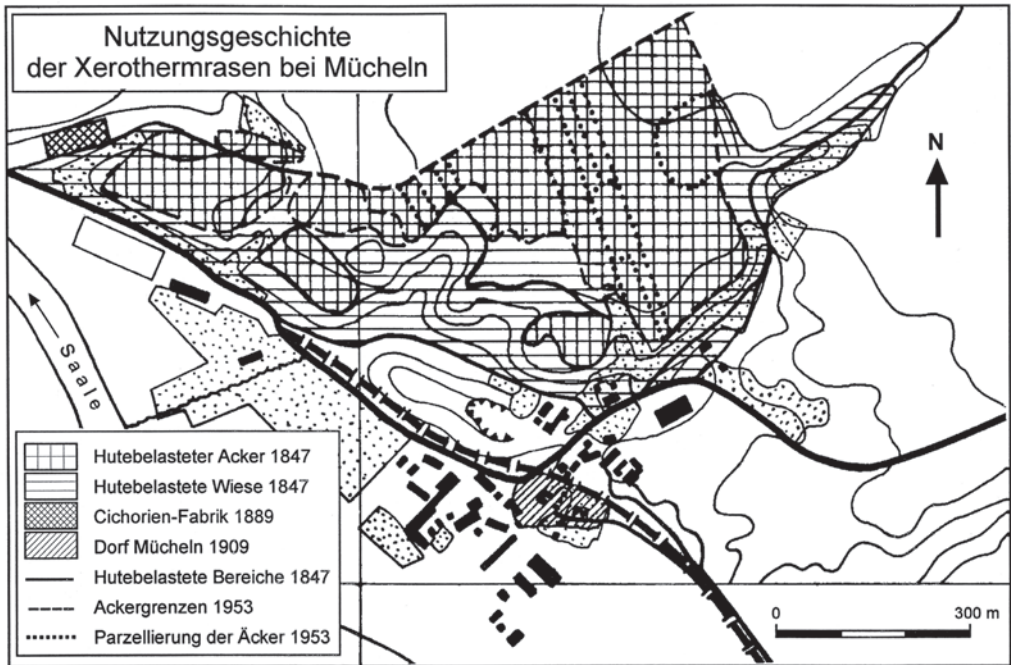 Nutzungsgeschichte
der Xerothermrasen bei Mücheln
N
Saale
Hutebelasteter Acker 1847
Hutebelastete Wiese 1847
Cichorien-Fabrik 1889
Dorf Mücheln 1909
Hutebelastete Bereiche 1847
Ackergrenzen 1953
Parzellierung der Äcker 1953
0 300 m